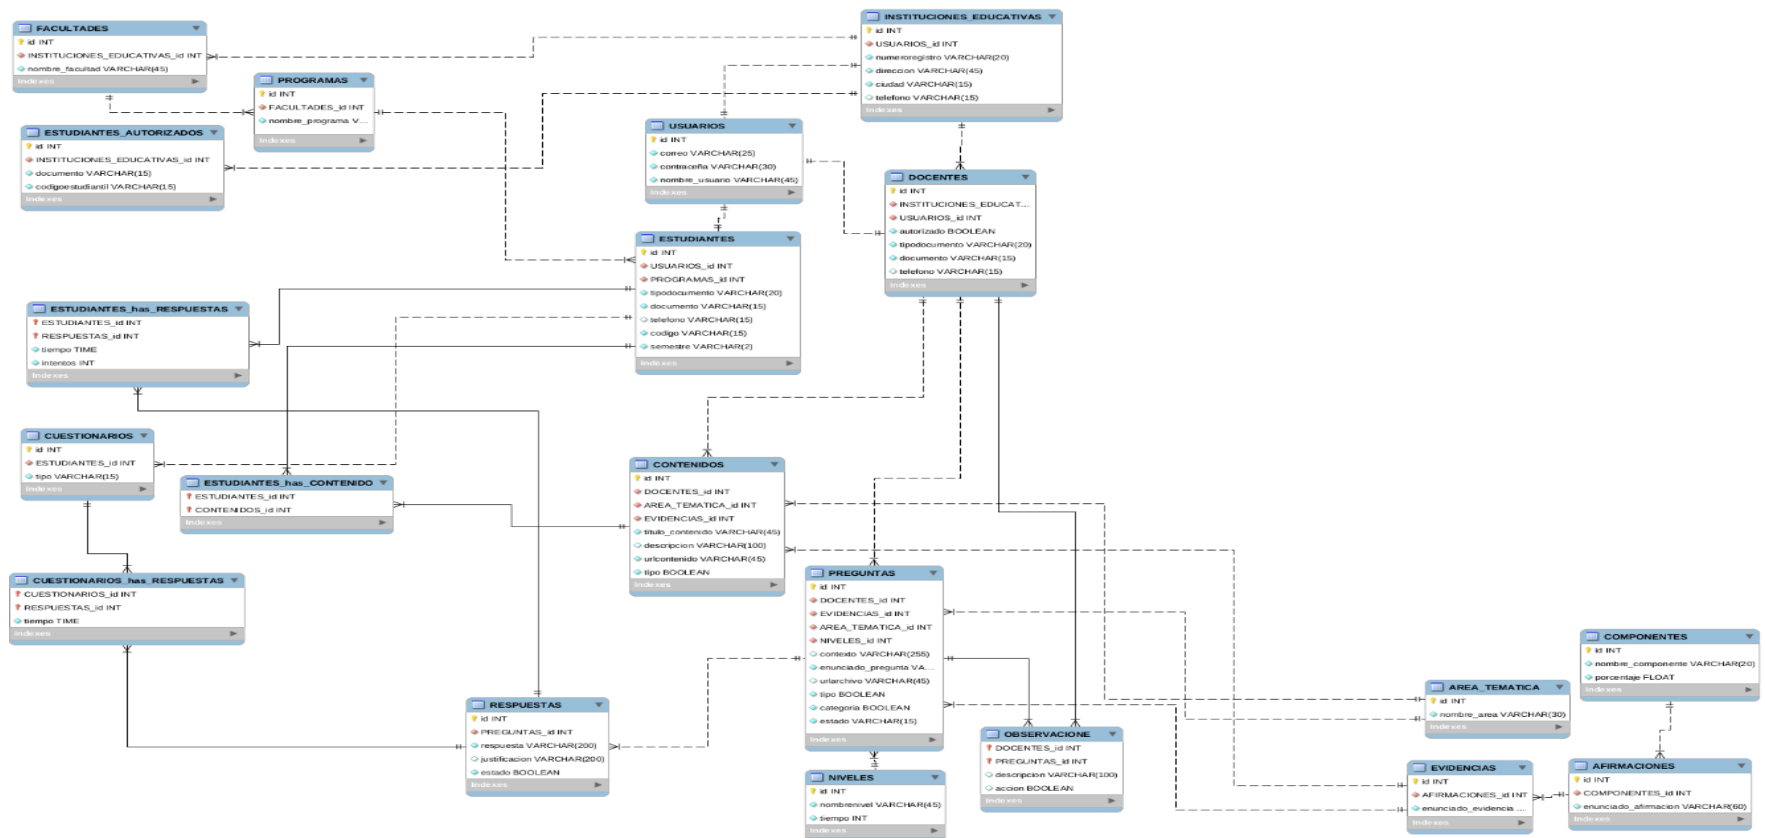 FACULTADES
id INT
INSTITUCIONES_EDUCATIVAS_id INT
nombre_facultad VARCHAR(45)
Indexes
PROGRAMAS
id INT
FACULTADES_id INT
nombre_programa V...
Indexes
ESTUDIANTES_AUTORIZADOS
id INT
INSTITUCIONES_EDUCATIVAS_id INT
documento VARCHAR(15)
codigoestudiantil VARCHAR(15)
Indexes
INSTITUCIONES_EDUCATIVAS
id INT
USUARIOS_id INT
numeroregistro VARCHAR(20)
direccion VARCHAR(45)
ciudad VARCHAR(15)
telefono VARCHAR(15)
Indexes
USUARIOS
id INT
correo VARCHAR(25)
contraceña VARCHAR(30)
nombre_usuario VARCHAR(45)
Indexes
DOCENTES
id INT
INSTITUCIONES_EDUCAT...
USUARIOS_id INT
autorizado BOOLEAN
tipodocumento VARCHAR(20)
documento VARCHAR(15)
telefono VARCHAR(15)
Indexes
ESTUDIANTES
id INT
USUARIOS_id INT
PROGRAMAS_id INT
tipodocumento VARCHAR(20)
documento VARCHAR(15)
telefono VARCHAR(15)
codigo VARCHAR(15)
semestre VARCHAR(2)
Indexes
ESTUDIANTES_has_RESPUESTAS
ESTUDIANTES_id INT
RESPUESTAS_id INT
tiempo TIME
intentos INT
Indexes
CUESTIONARIOS
id INT
ESTUDIANTES_id INT
tipo VARCHAR(15)
Indexes
ESTUDIANTES_has_CONTENIDO
ESTUDIANTES_id INT
CONTENIDOS_id INT
Indexes
CONTENIDOS
id INT
DOCENTES_id INT
AREA_TEMATICA_id INT
EVIDENCIAS_id INT
titulo_contenido VARCHAR(45)
descripcion VARCHAR(100)
urlcontenido VARCHAR(45)
tipo BOOLEAN
Indexes
CUESTIONARIOS_has_RESPUESTAS
CUESTIONARIOS_id INT
RESPUESTAS_id INT
tiempo TIME
Indexes
PREGUNTAS
id INT
DOCENTES_id INT
EVIDENCIAS_id INT
AREA_TEMATICA_id INT
NIVELES_id INT
contexto VARCHAR(255)
enunciado_pregunta VA...
urlarchivo VARCHAR(45)
tipo BOOLEAN
categoria BOOLEAN
estado VARCHAR(15)
Indexes
RESPUESTAS
id INT
PREGUNTAS_id INT
respuesta VARCHAR(200)
justificacion VARCHAR(200)
estado BOOLEAN
Indexes
NIVELES
id INT
nombrenivel VARCHAR(45)
tiempo INT
Indexes
OBSERVACIONE
DOCENTES_id INT
PREGUNTAS_id INT
descripcion VARCHAR(100)
accion BOOLEAN
Indexes
COMPONENTES
id INT
nombre_componente VARCHAR(20)
porcentaje FLOAT
Indexes
AREA_TEMATICA
id INT
nombre_area VARCHAR(30)
Indexes
EVIDENCIAS
id INT
AFIRMACIONES_id INT
enunciado_evidencia ...
Indexes
AFIRMACIONES
id INT
COMPONENTES_id INT
enunciado_afirmacion VARCHAR(60)
Indexes